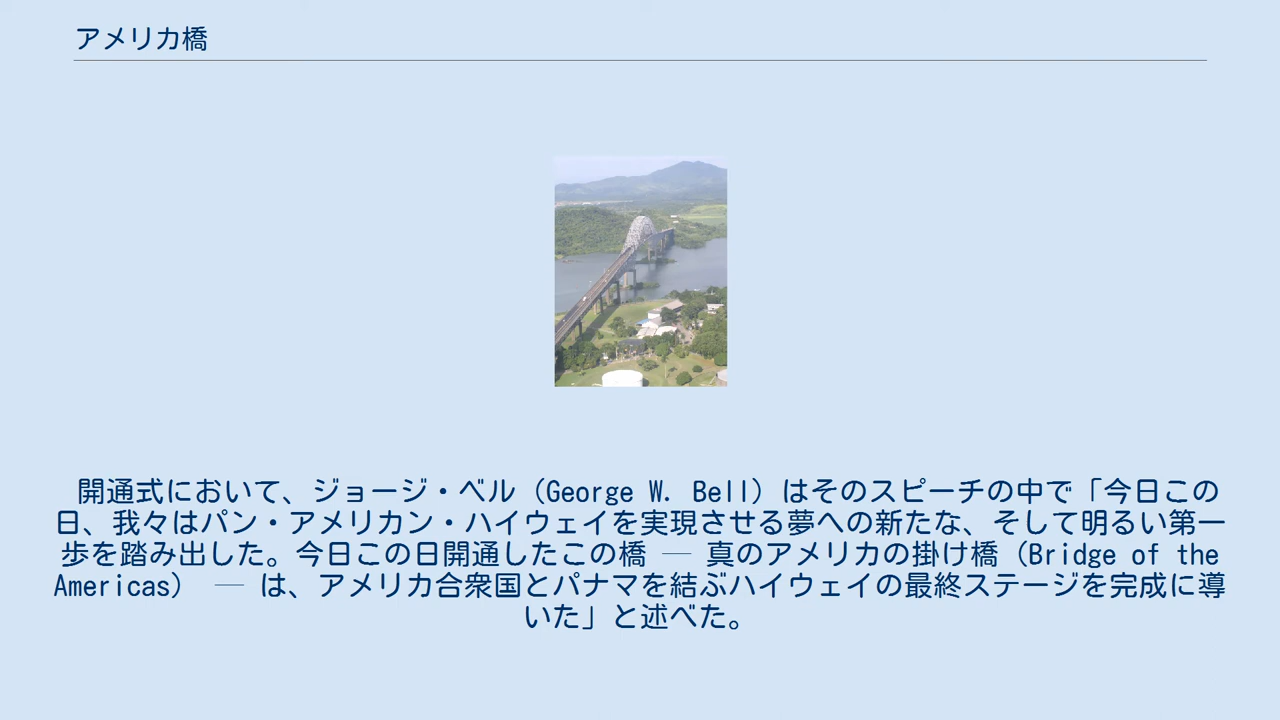 アメリカ橋
開通式において、ジョージ・ベル（George W. Bell）はそのスピーチの中で「今日この
日、我々はパン・アメリカン・ハイウェイを実現させる夢への新たな、そして明るい第一
歩を踏み出した。今日この日開通したこの橋 ― 真のアメリカの掛け橋（Bridge of the
Americas） ― は、アメリカ合衆国とパナマを結ぶハイウェイの最終ステージを完成に導
いた」と述べた。